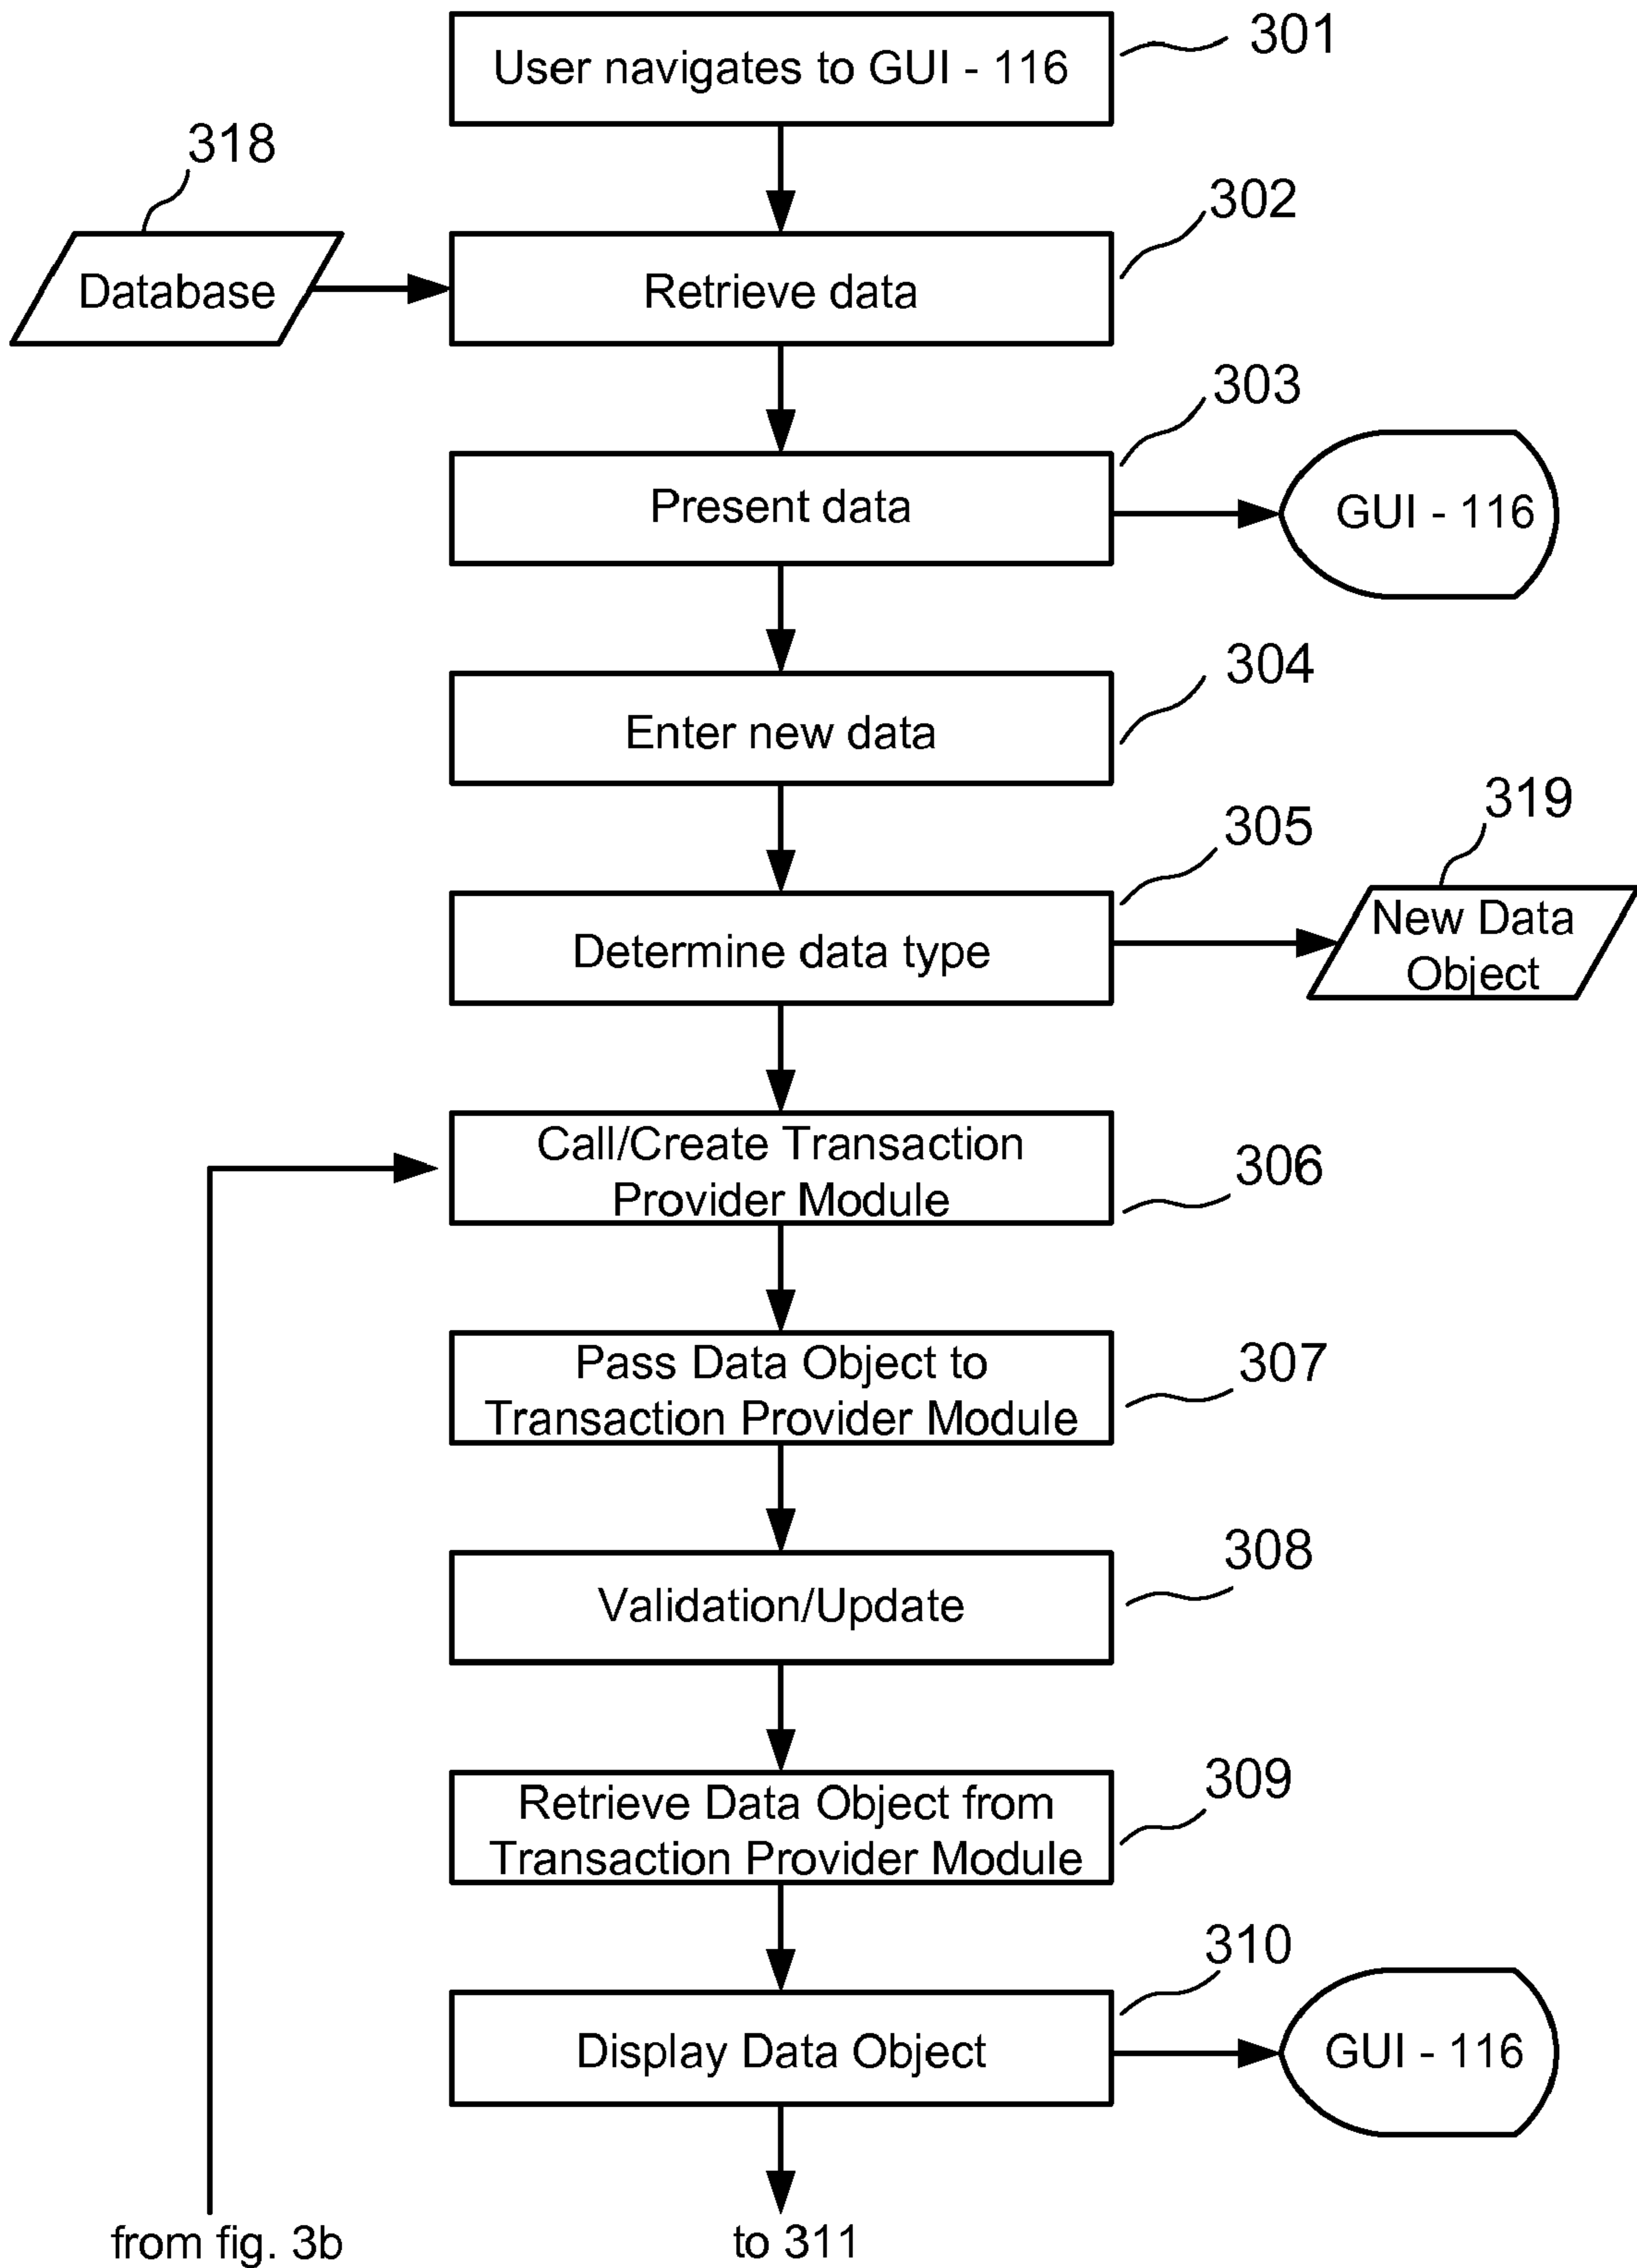 User navigates to GUI - 116
301
318
302
Database
Retrieve data
303
Present data
GUI - 116
304
Enter new data
319
305
New Data
Object
Determine data type
Call/Create Transaction
Provider Module
306
Pass Data Object to
Transaction Provider Module
307
308
Validation/Update
309
Retrieve Data Object from
Transaction Provider Module
310
Display Data Object
GUI - 116
from fig. 3b
to 311